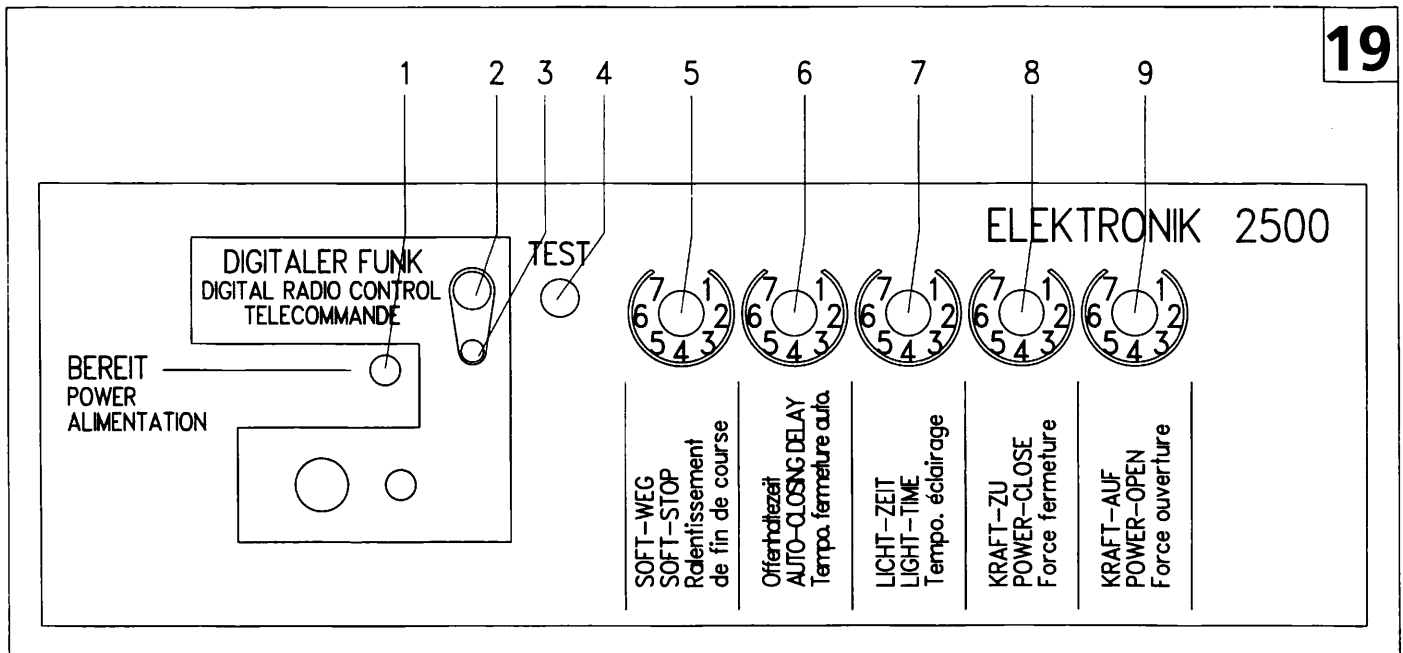 19
1 2 3 4 5 6 7 8 9
ELEKTRONIK 2500
DIGITALER FUNK
DIGITAL RADIO CONTROL
TELECOMMANDE
TEST
BEREIT
POWER
ALIMENTATION
1 2 3 4 5 6 7
1 2 3 4 5 6 7
1 2 3 4 5 6 7
1 2 3 4 5 6 7
1 2 3 4 5 6 7
SOFT-WEG
SOFT-STOP
Ralentissement
de fin de course
Offenhaltezeit
AUTO-CLOSING DELAY
Tempo. fermeture auto.
LICHT-ZEIT
LIGHT-TIME
Tempo. éclairage
KRAFT-ZU
POWER-CLOSE
Force fermeture
KRAFT-AUF
POWER-OPEN
Force ouverture